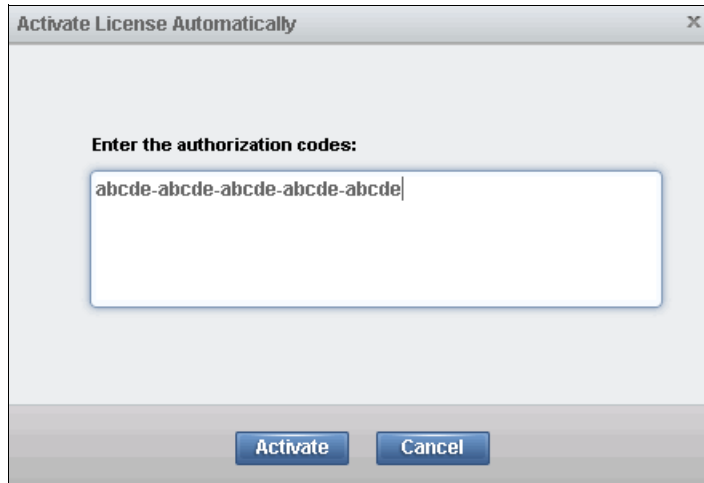 Activate License Automatically x
Enter the authorization codes:
abcde-abcde-abcde-abcde-abcde
Activate Cancel